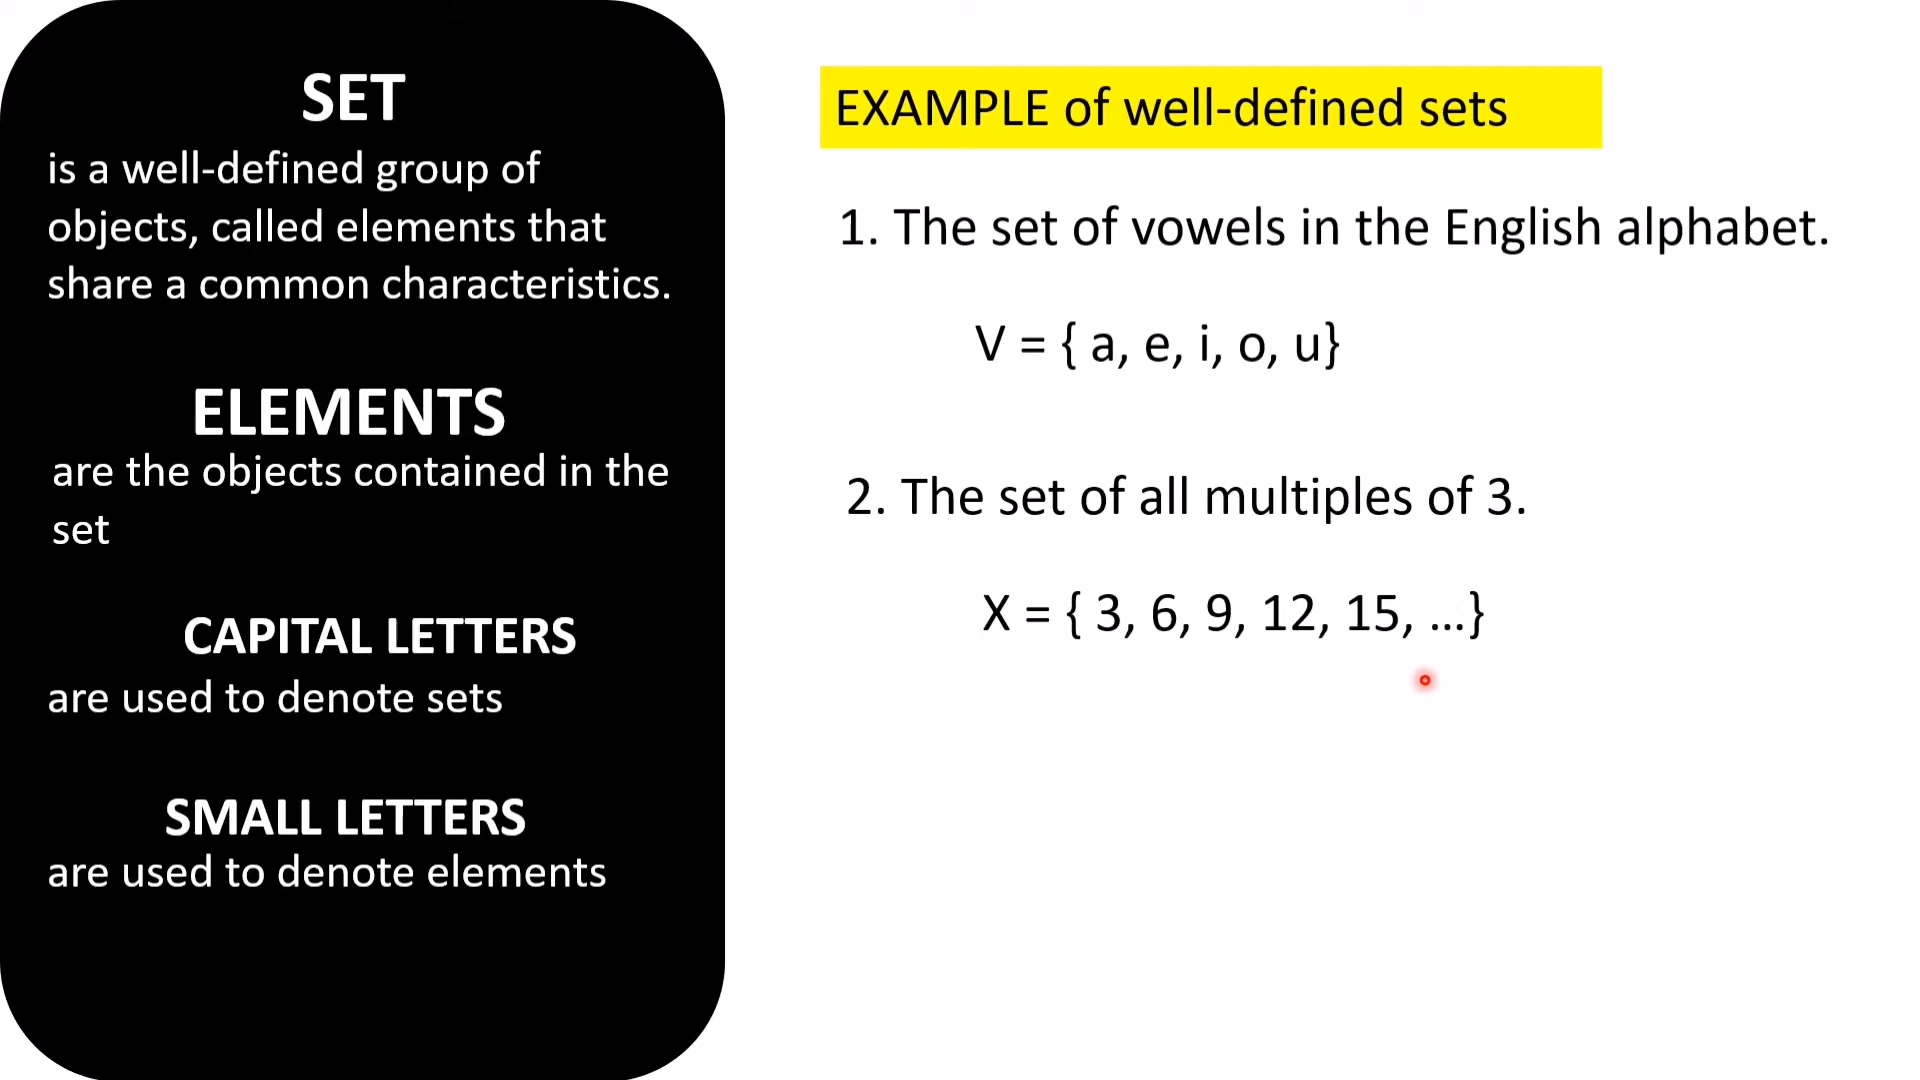 SET
is a well-defined group of
objects, called elements that
share a common characteristics.
ELEMENTS
are the objects contained in the
set
CAPITAL LETTERS
are used to denote sets
SMALL LETTERS
are used to denote elements
EXAMPLE of well-defined sets
1. The set of vowels in the English alphabet.
V = { a, e, i, o, u}
2. The set of all multiples of 3.
X = { 3, 6, 9, 12, 15, ...}